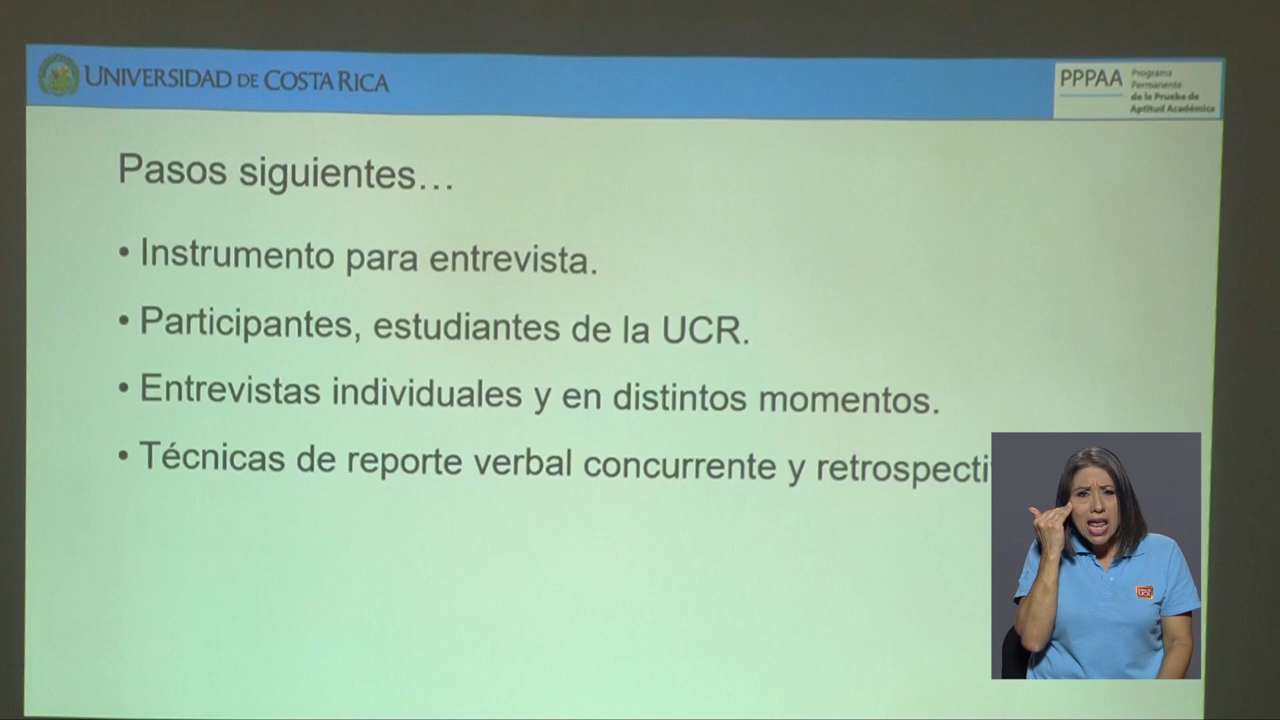 UNIVERSIDAD DE COSTA RICA
PPPAA
Programa
Permanente
de la Prueba de
Aptitud Académica
Pasos siguientes…
• Instrumento para entrevista.
• Participantes, estudiantes de la UCR.
• Entrevistas individuales y en distintos momentos.
• Técnicas de reporte verbal concurrente y